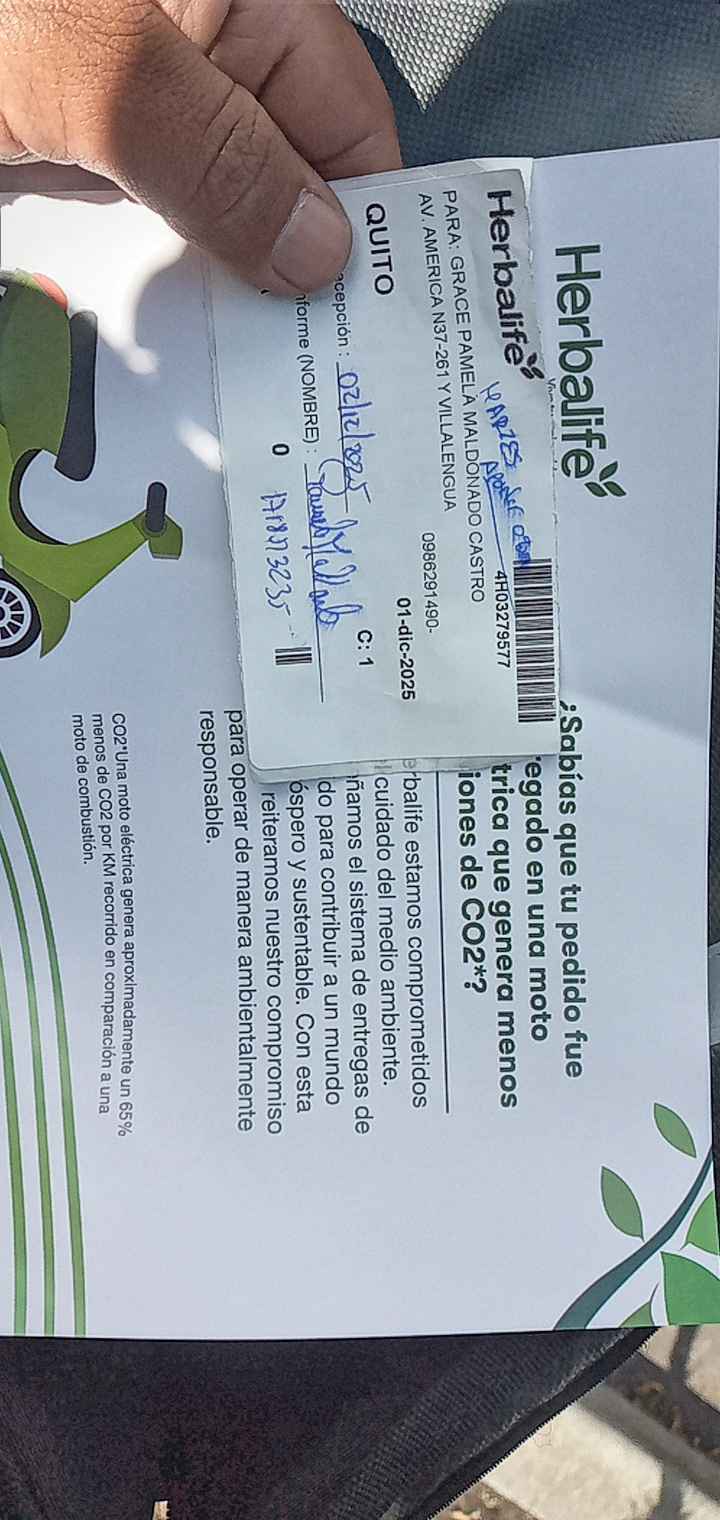 Herbalife
¿Sabías que tu pedido fue
egado en una moto
trica que genera menos
iones de CO2*?
rbalife estamos comprometidos
l cuidado del medio ambiente.
ñamos el sistema de entregas de
do para contribuir a un mundo
óspero y sustentable. Con esta
reiteramos nuestro compromiso
para operar de manera ambientalmente
responsable.
CO2*Una moto eléctrica genera aproximadamente un 65%
menos de CO2 por KM recorrido en comparación a una
moto de combustión.
Herbalife
MARTES
4H03279577
PARA: GRACE PAMELA MALDONADO CASTRO
AV. AMERICA N37-261 Y VILLALENGUA
0986291490-
QUITO
01-dic-2025
cepción : 02/12/2025
C: 1
nforme (NOMBRE) :
0